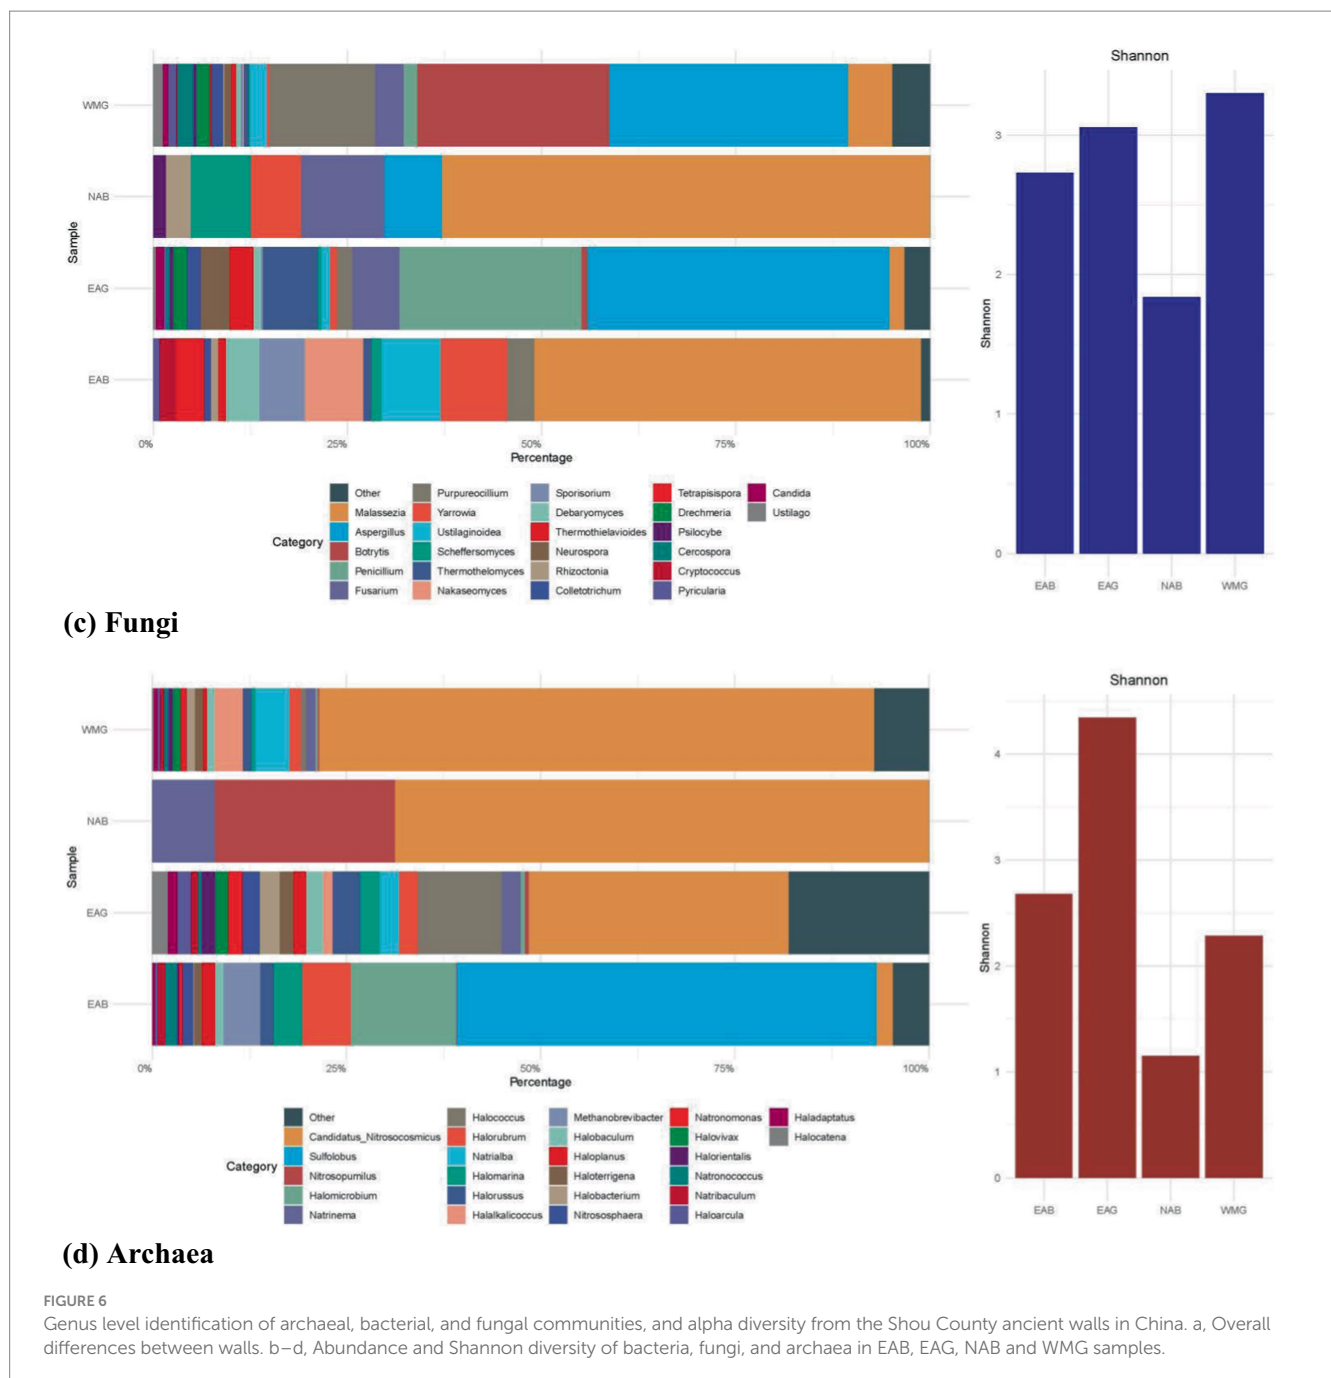 Shannon
WMG
NAB
EAG
EAB
Sample
0%
25%
50%
75%
100%
Percentage
Shannon
3
2
1
0
EAB
EAG
NAB
WMG
Category
Other
Malassezia
Aspergillus
Botrytis
Penicillium
Fusarium
Purpureocillium
Yarrowia
Ustilaginoidea
Scheffersomyces
Thermothelomyces
Nakaseomyces
Sporisorium
Debaryomyces
Thermothielavioides
Neurospora
Rhizoctonia
Colletotrichum
Tetrapisispora
Drechmeria
Psilocybe
Cercospora
Cryptococcus
Pyricularia
Candida
Ustilago
(c) Fungi
Shannon
WMG
NAB
EAG
EAB
Sample
0%
25%
50%
75%
100%
Percentage
Shannon
4
3
2
1
0
EAB
EAG
NAB
WMG
Category
Other
Candidatus_Nitrosocosmicus
Sulfolobus
Nitrosopumilus
Halomicrobium
Natrinema
Halococcus
Halorubrum
Natrialba
Halomarina
Halorussus
Halalkalicoccus
Methanobrevibacter
Halobaculum
Haloplanus
Haloterrigena
Halobacterium
Nitrososphaera
Natronomonas
Halovivax
Halorientalis
Natronococcus
Natribaculum
Haloarcula
Haladaptatus
Halocatena
(d) Archaea
FIGURE 6
Genus level identification of archaeal, bacterial, and fungal communities, and alpha diversity from the Shou County ancient walls in China. a, Overall
differences between walls. b–d, Abundance and Shannon diversity of bacteria, fungi, and archaea in EAB, EAG, NAB and WMG samples.